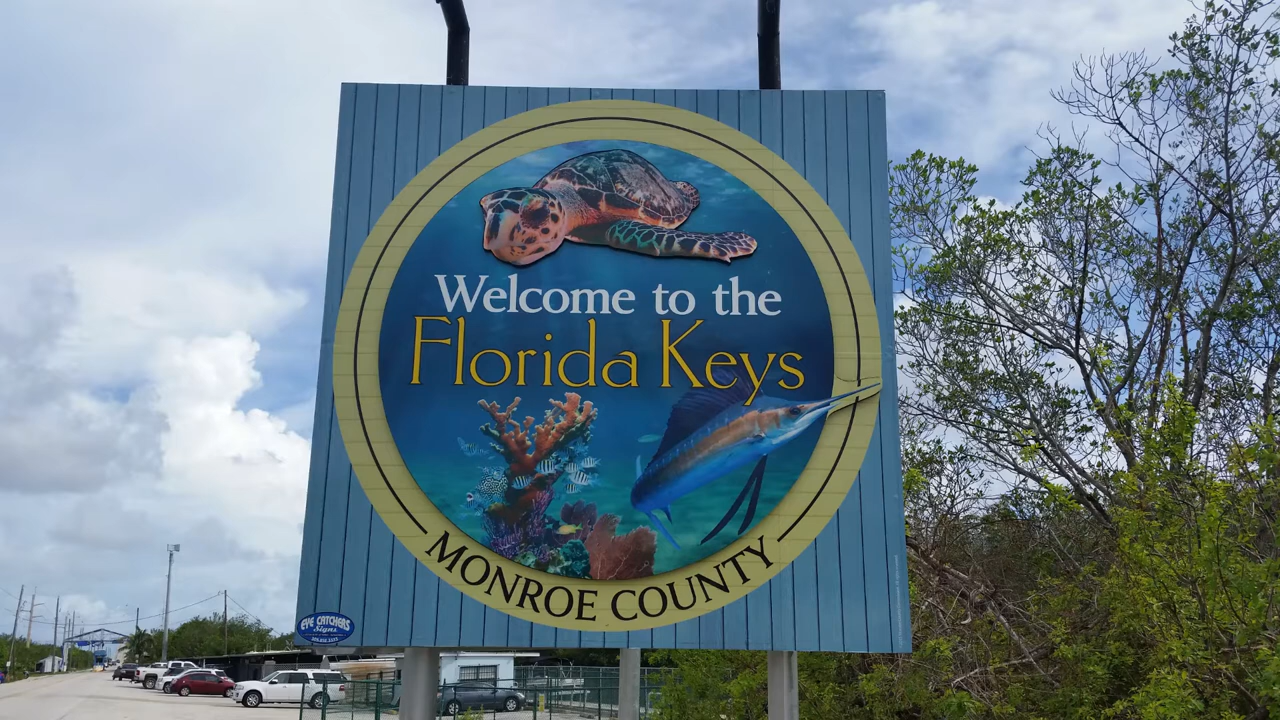 Welcome to the
Florida Keys
MONROE COUNTY
EYE CATCHERS
Signs